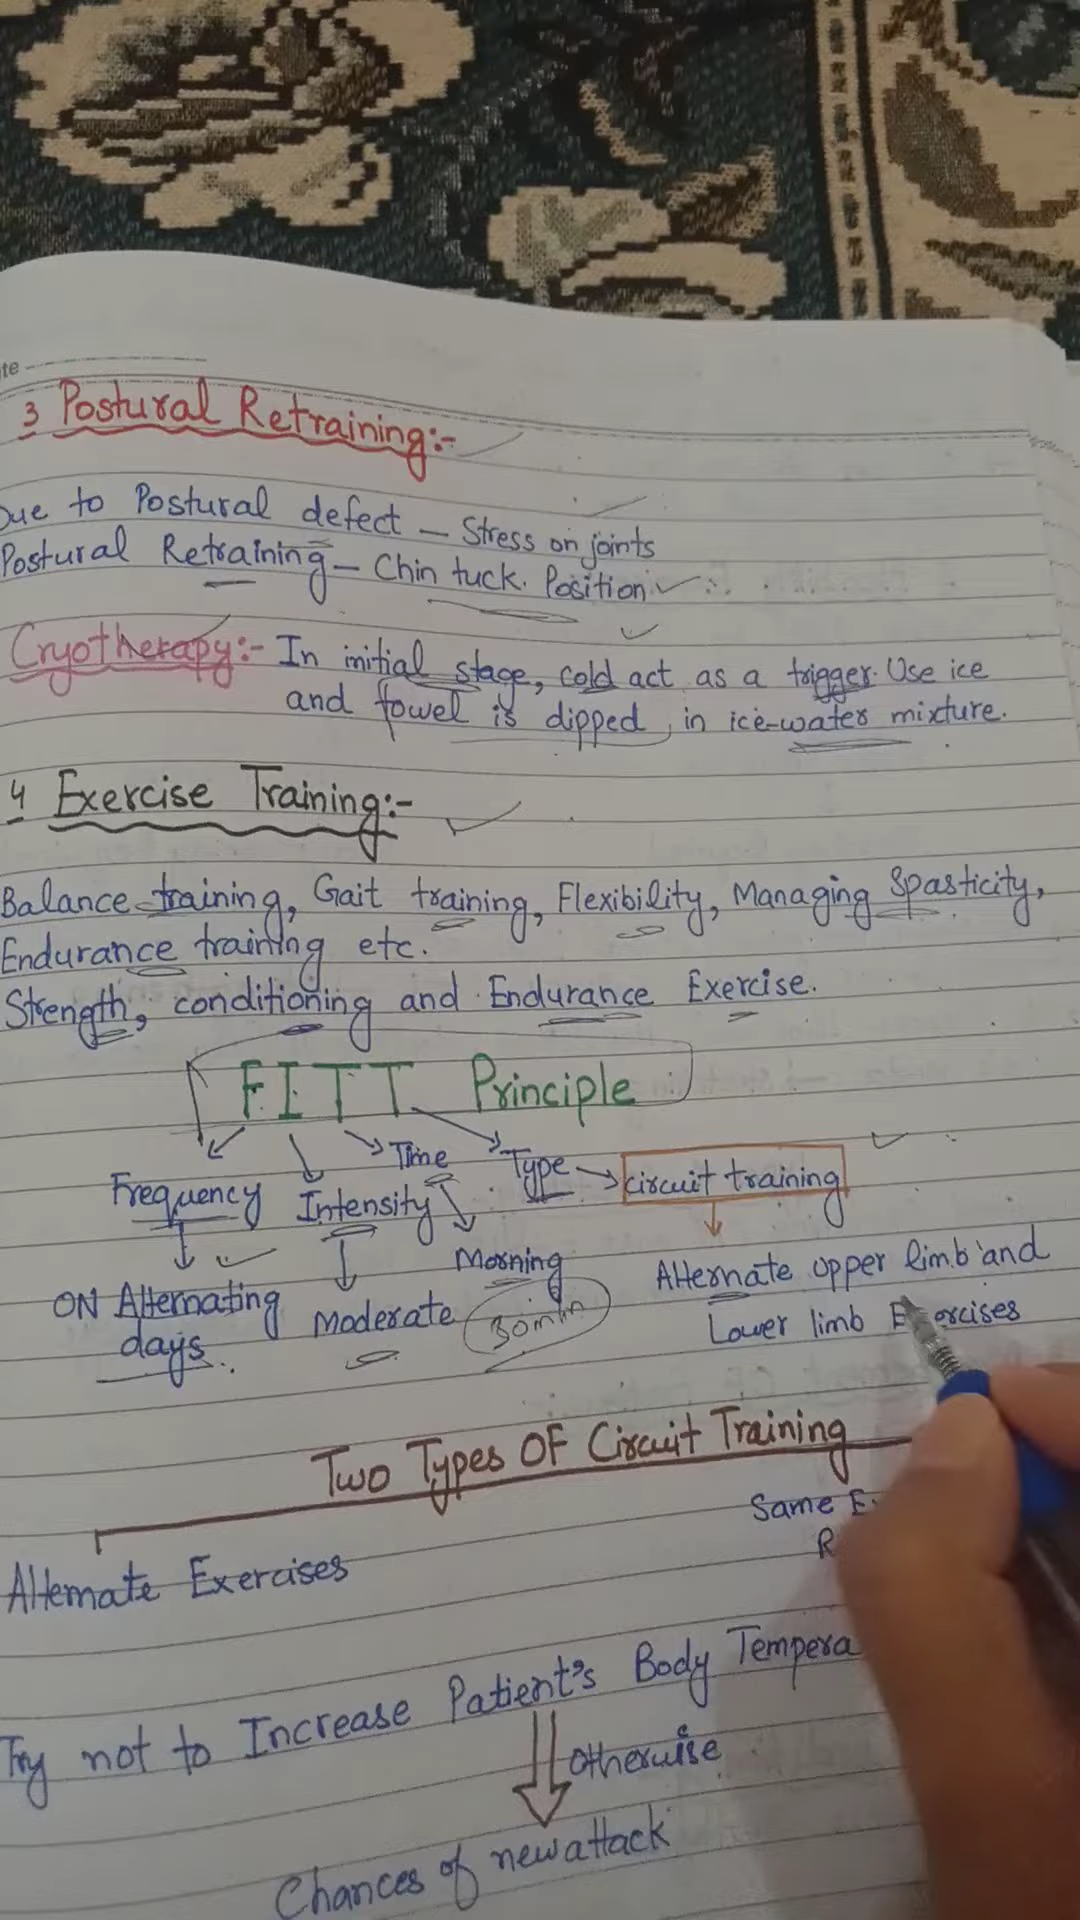 te
3 Postural Retraining:-
Due to Postural defect – Stress on joints
Postural Retraining – Chin tuck Position
Cryotherapy:- In initial stage, cold act as a trigger. Use ice
and towel is dipped in ice-water mixture.
4 Exercise Training:-
Balance training, Gait training, Flexibility, Managing Spasticity,
Endurance training etc.
Strength, conditioning and Endurance Exercise.
FITT Principle
Frequency Intensity Time Type → circuit training
ON Alternating days.
Moderate
Morning
30 min
Alternate upper limb and
Lower limb Exercises
Two Types OF Circuit Training
Alternate Exercises
Same E
R
Try not to Increase Patient's Body Tempera
Otherwise
Chances of new attack